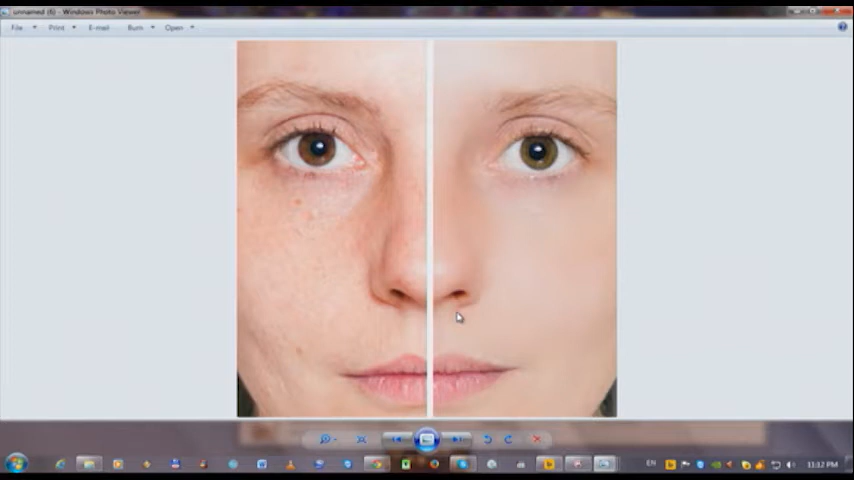 unnamed (6) - Windows Photo Viewer
File Print E-mail Burn Open
EN 11:12 PM